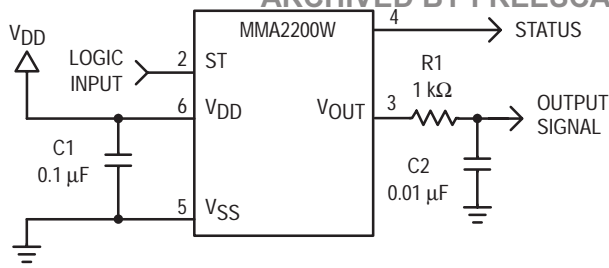 ARCHIVED BY FREESCA
VDD
LOGIC
INPUT
2
ST
MMA2200W
4
STATUS
6
VDD
VOUT
3
R1
1 kΩ
OUTPUT
SIGNAL
C1
0.1 μF
C2
0.01 μF
5
VSS